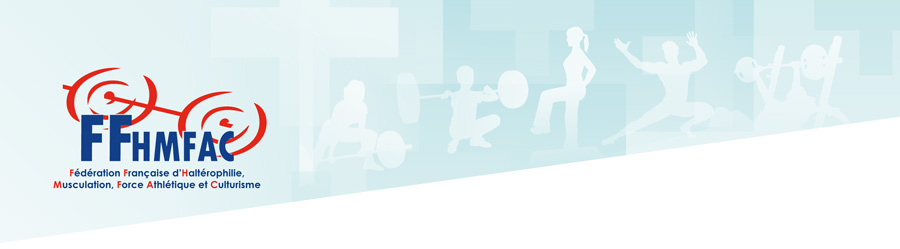 FFHMFAC
Fédération Française d'Haltérophilie,
Musculation, Force Athlétique et Culturisme